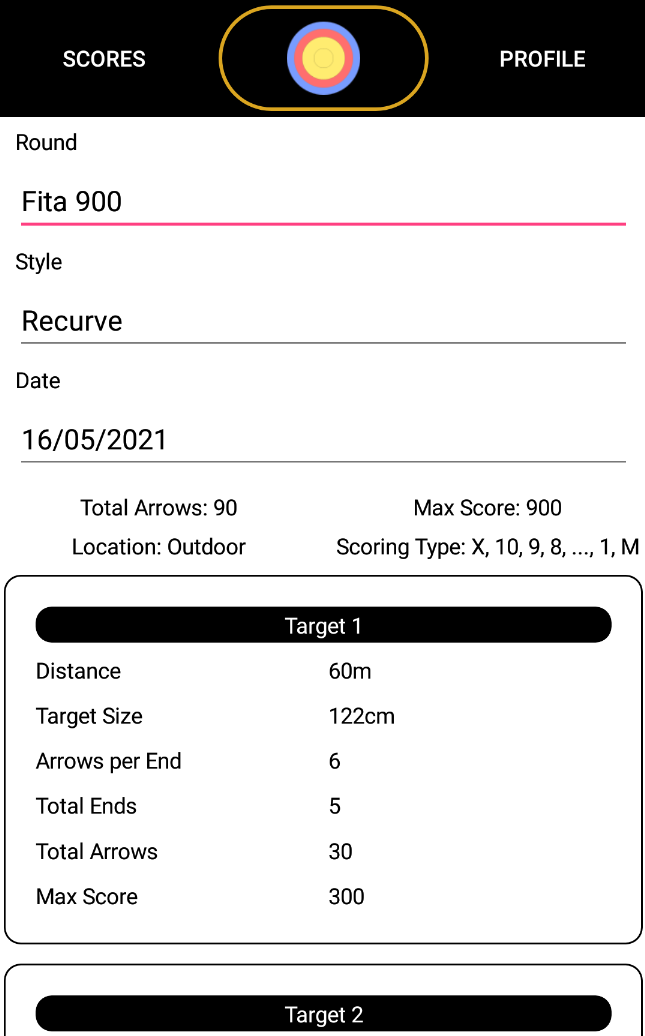 SCORES PROFILE
Round
Fita 900
Style
Recurve
Date
16/05/2021
Total Arrows: 90 Max Score: 900
Location: Outdoor Scoring Type: X, 10, 9, 8, ..., 1, M
Target 1
Distance 60m
Target Size 122cm
Arrows per End 6
Total Ends 5
Total Arrows 30
Max Score 300
Target 2